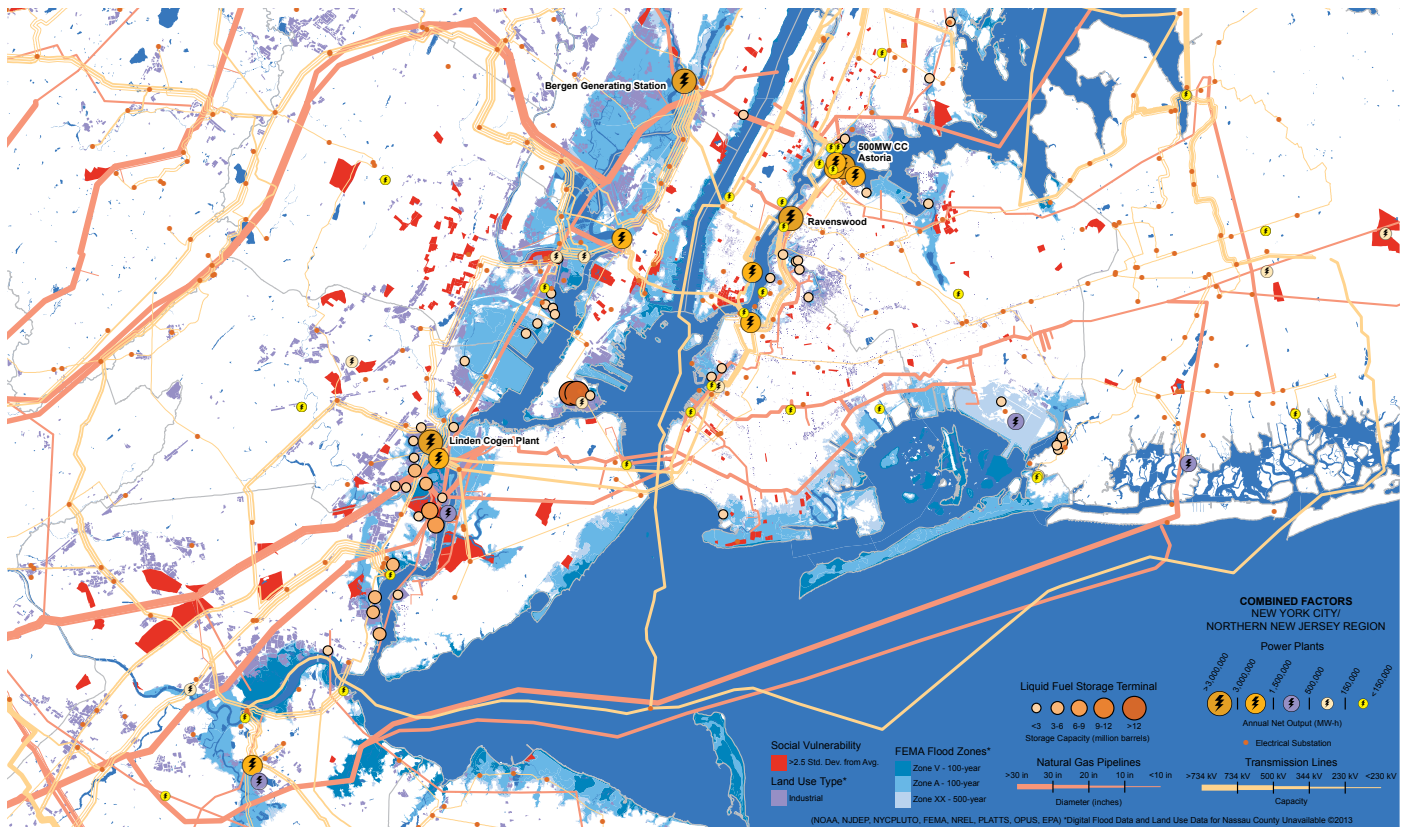 Bergen Generating Station
500MW CC
Astoria
Ravenswood
Linden Cogen Plant
COMBINED FACTORS
NEW YORK CITY/
NORTHERN NEW JERSEY REGION
Power Plants
>3,000,000 3,000,000 1,500,000 500,000 150,000 <150,000
Annual Net Output (MW-h)
Electrical Substation
Liquid Fuel Storage Terminal
<3 3-6 6-9 9-12 >12
Storage Capacity (million barrels)
Natural Gas Pipelines
>30 in 30 in 20 in 10 in <10 in
Diameter (inches)
Transmission Lines
>734 kV 734 kV 500 kV 344 kV 230 kV <230 kV
Capacity
Social Vulnerability
>2.5 Std. Dev. from Avg.
Land Use Type*
Industrial
FEMA Flood Zones*
Zone V - 100-year
Zone A - 100-year
Zone XX - 500-year
(NOAA, NJDEP, NYCPLUTO, FEMA, NREL, PLATTS, OPUS, EPA) *Digital Flood Data and Land Use Data for Nassau County Unavailable ©2013